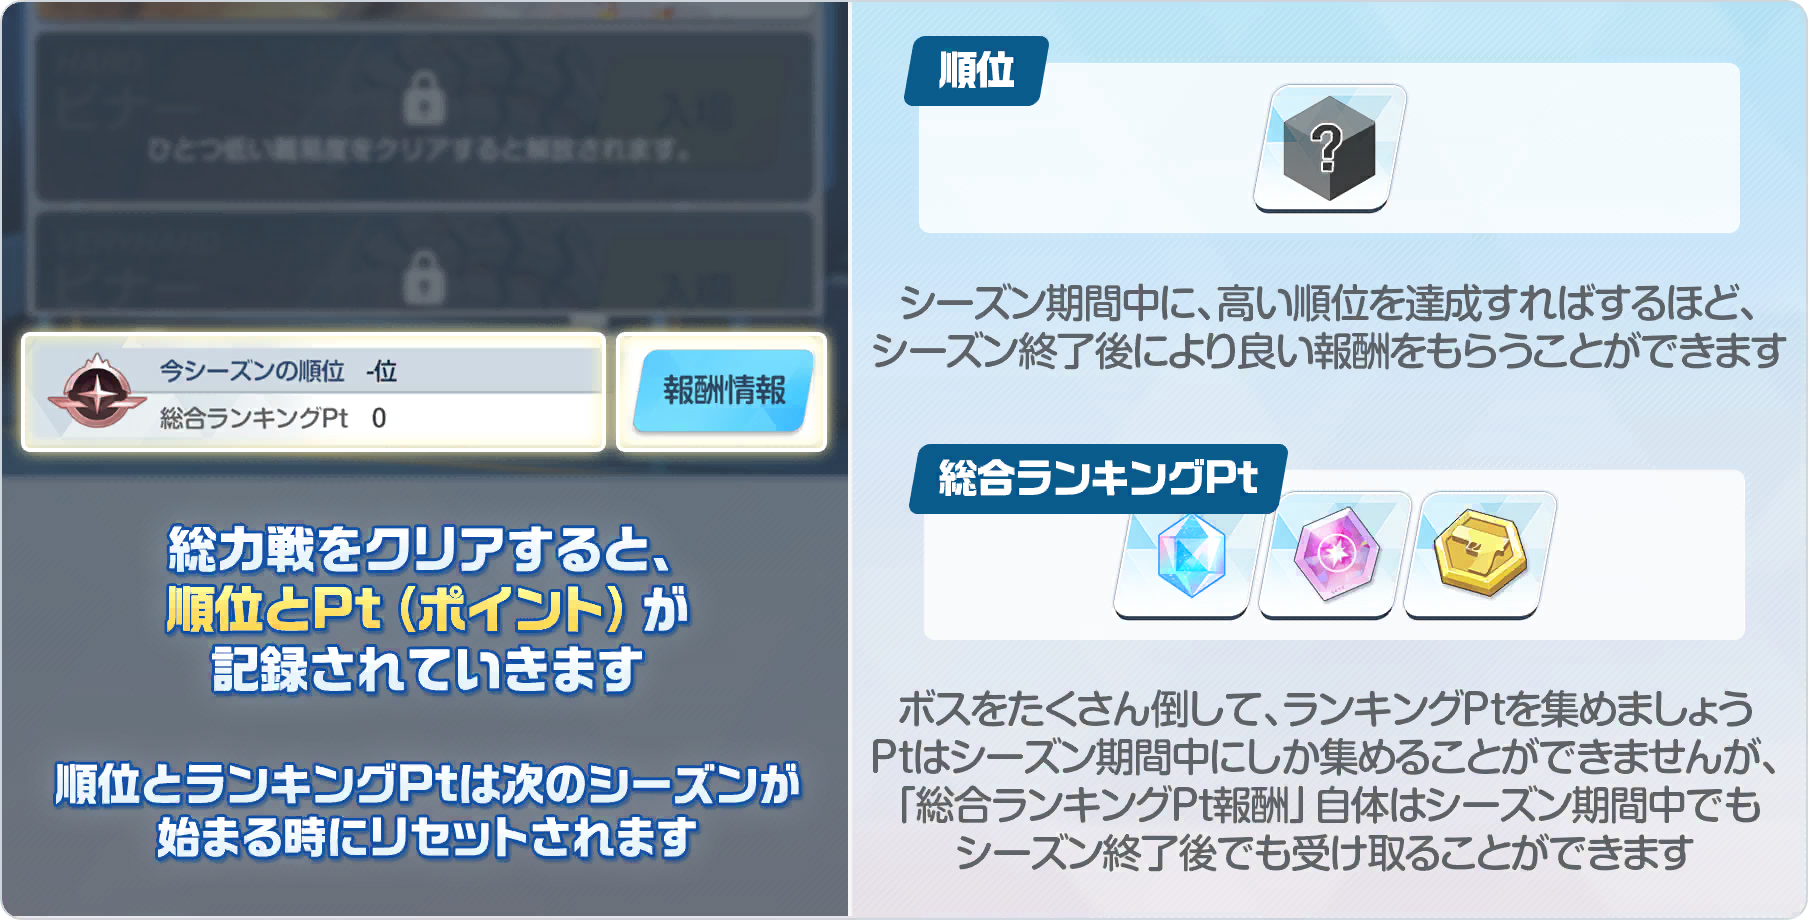 HARD
ビナー
入場
ひとつ低い難易度をクリアすると解放されます。
VERYHARD
ビナー
入場
今シーズンの順位 -位
総合ランキングPt 0
報酬情報
総力戦をクリアすると、
順位とPt（ポイント）が
記録されていきます
順位とランキングPtは次のシーズンが
始まる時にリセットされます
順位
?
シーズン期間中に、高い順位を達成すればするほど、
シーズン終了後により良い報酬をもらうことができます
総合ランキングPt
ボスをたくさん倒して、ランキングPtを集めましょう
Ptはシーズン期間中にしか集めることができませんが、
「総合ランキングPt報酬」自体はシーズン期間中でも
シーズン終了後でも受け取ることができます